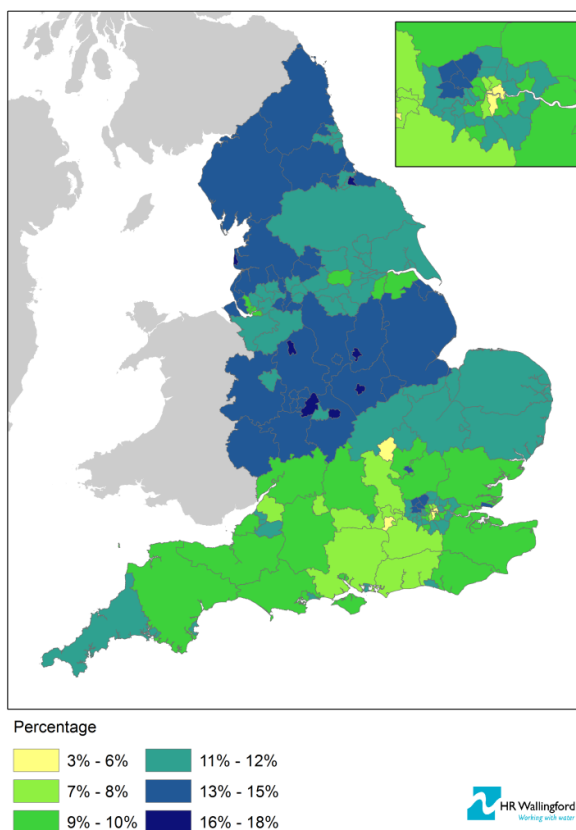 Percentage
3% - 6%
7% - 8%
9% - 10%
11% - 12%
13% - 15%
16% - 18%
HR Wallingford
Working with water